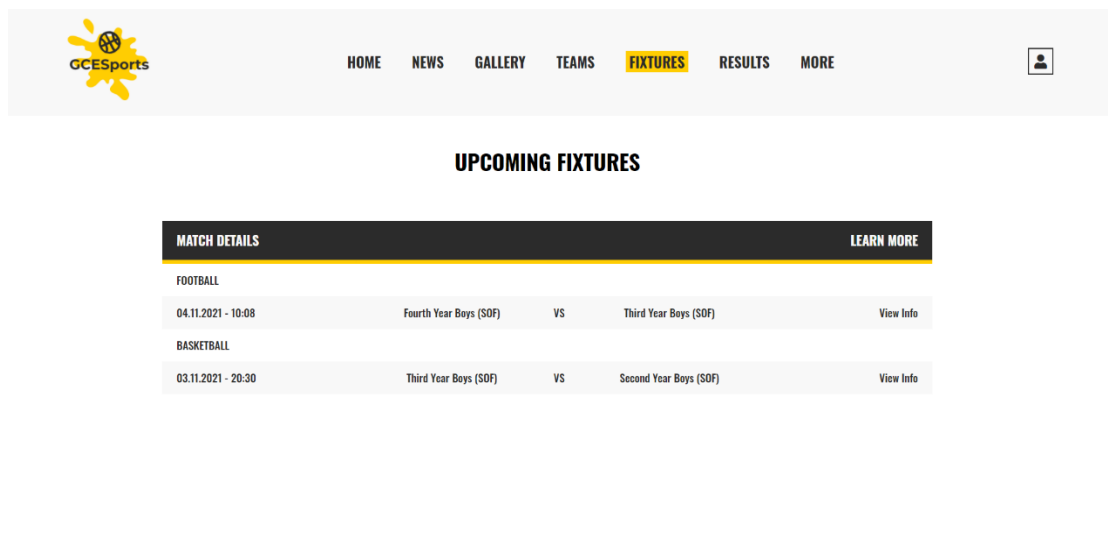 GCESports
HOME NEWS GALLERY TEAMS FIXTURES RESULTS MORE
UPCOMING FIXTURES
MATCH DETAILS LEARN MORE
FOOTBALL
04.11.2021 - 10:08 Fourth Year Boys (SOF) VS Third Year Boys (SOF) View Info
BASKETBALL
03.11.2021 - 20:30 Third Year Boys (SOF) VS Second Year Boys (SOF) View Info